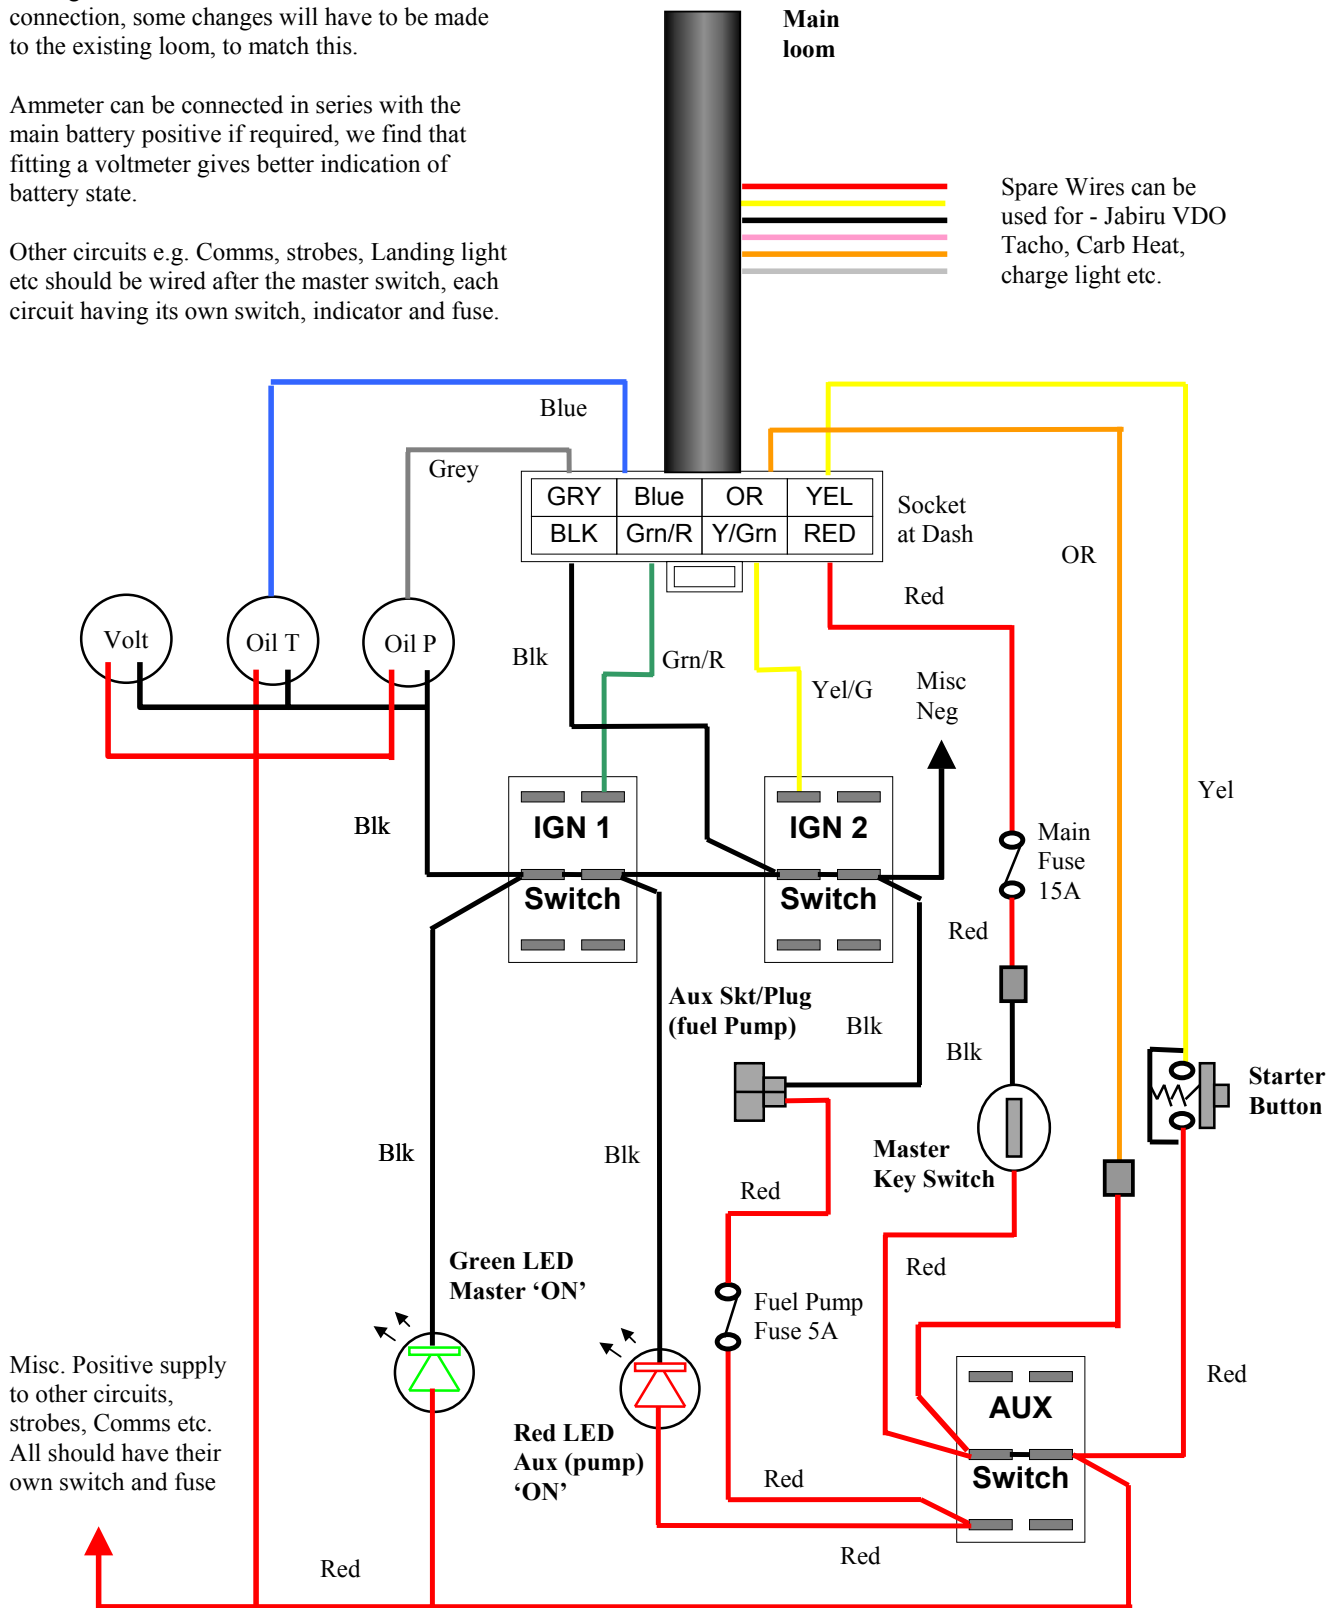 connection, some changes will have to be made
to the existing loom, to match this.
Ammeter can be connected in series with the
main battery positive if required, we find that
fitting a voltmeter gives better indication of
battery state.
Other circuits e.g. Comms, strobes, Landing light
etc should be wired after the master switch, each
circuit having its own switch, indicator and fuse.
Main
loom
Spare Wires can be
used for - Jabiru VDO
Tacho, Carb Heat,
charge light etc.
Blue
Grey
GRY Blue OR YEL
BLK Grn/R Y/Grn RED
Socket
at Dash
OR
Red
Volt
Oil T
Oil P
Blk
Grn/R
Yel/G
Misc
Neg
Yel
Blk
IGN 1
Switch
IGN 2
Switch
Main
Fuse
15A
Red
Aux Skt/Plug
(fuel Pump)
Blk
Blk
Starter
Button
Blk
Blk
Master
Key Switch
Red
Green LED
Master ‘ON’
Red
Fuel Pump
Fuse 5A
Misc. Positive supply
to other circuits,
strobes, Comms etc.
All should have their
own switch and fuse
Red
AUX
Switch
Red LED
Aux (pump)
‘ON’
Red
Red
Red